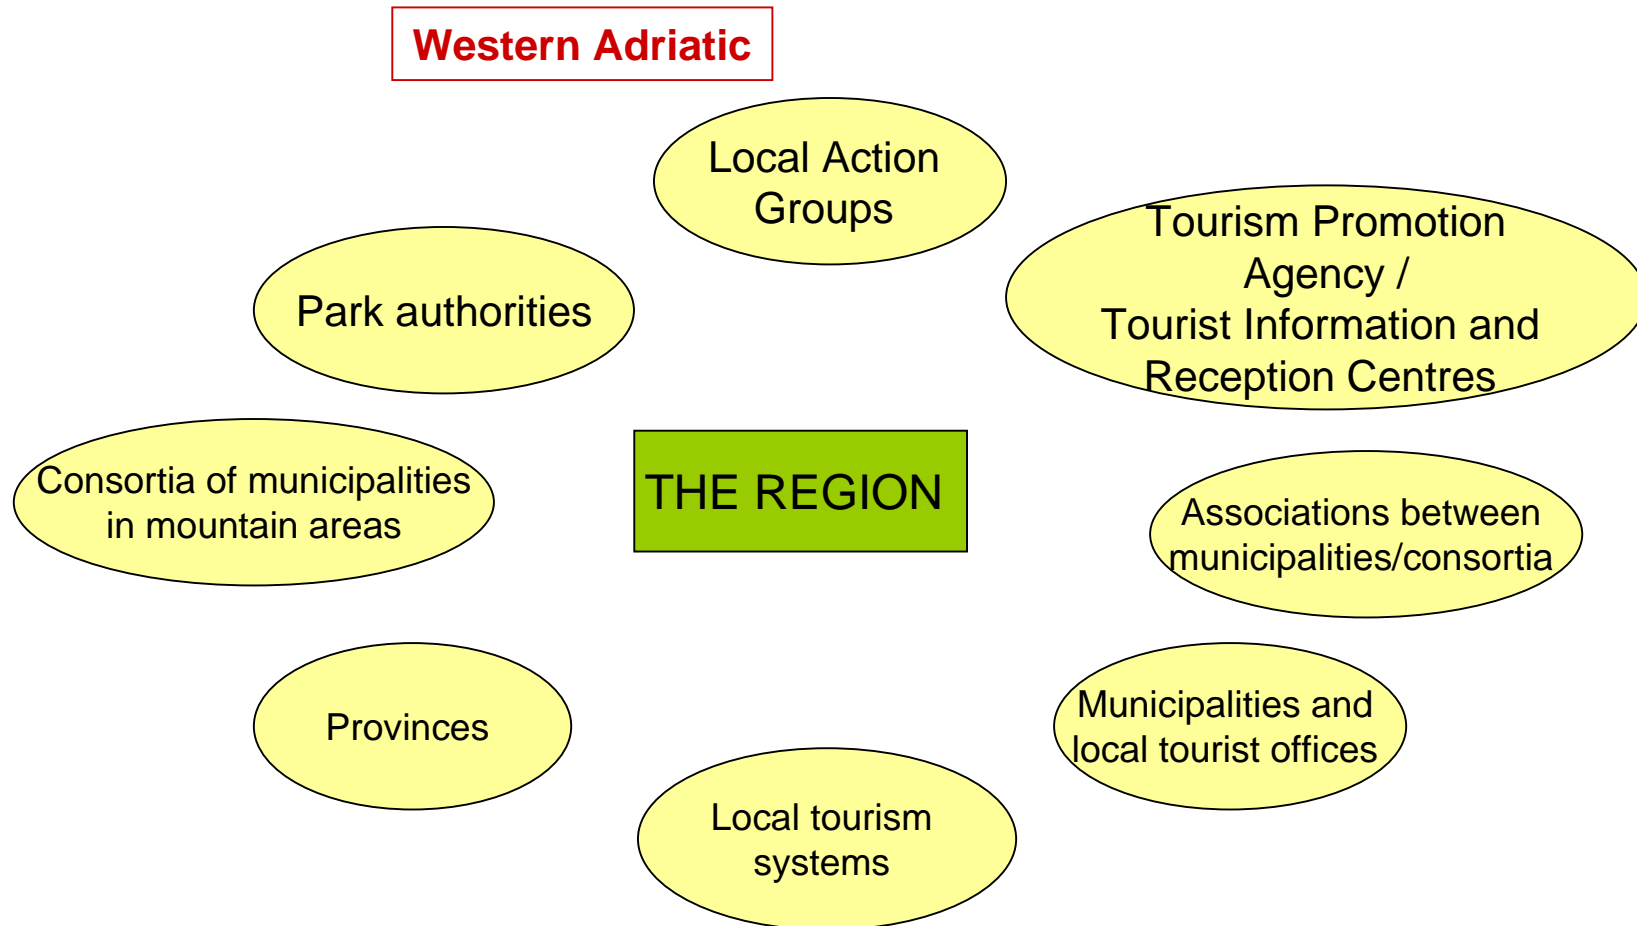 Western Adriatic
Local Action
Groups
Tourism Promotion
Agency /
Tourist Information and
Reception Centres
Park authorities
Consortia of municipalities
in mountain areas
THE REGION
Associations between
municipalities/consortia
Provinces
Municipalities and
local tourist offices
Local tourism
systems